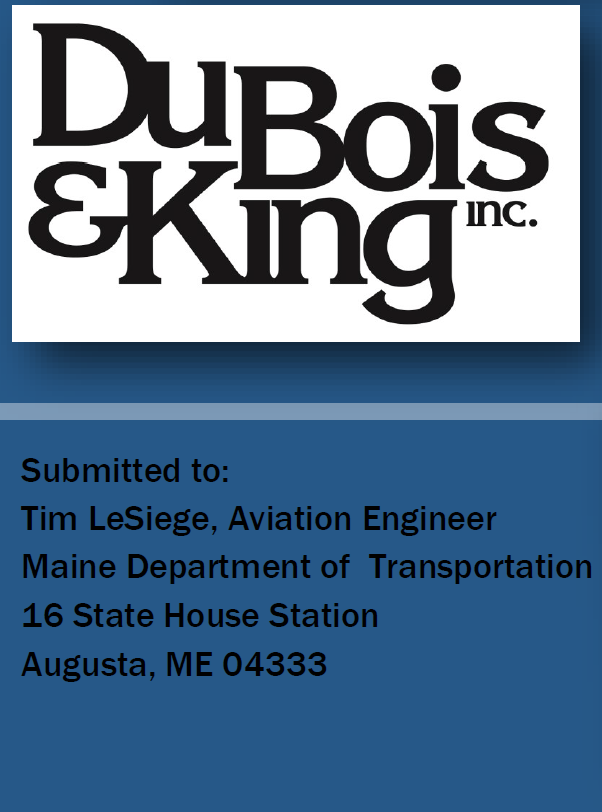 DuBois
&King inc.
Submitted to:
Tim LeSiege, Aviation Engineer
Maine Department of  Transportation
16 State House Station
Augusta, ME 04333